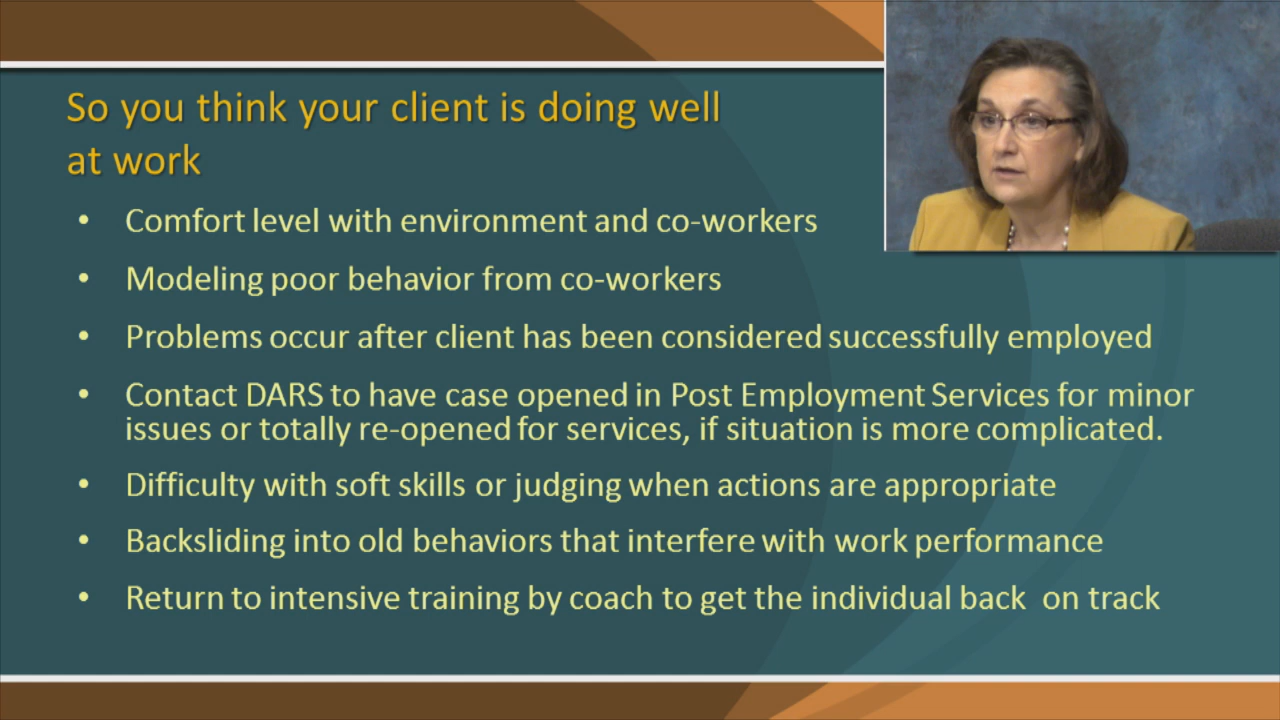 So you think your client is doing well
at work
• Comfort level with environment and co-workers
• Modeling poor behavior from co-workers
• Problems occur after client has been considered successfully employed
• Contact DARS to have case opened in Post Employment Services for minor
issues or totally re-opened for services, if situation is more complicated.
• Difficulty with soft skills or judging when actions are appropriate
• Backsliding into old behaviors that interfere with work performance
• Return to intensive training by coach to get the individual back  on track